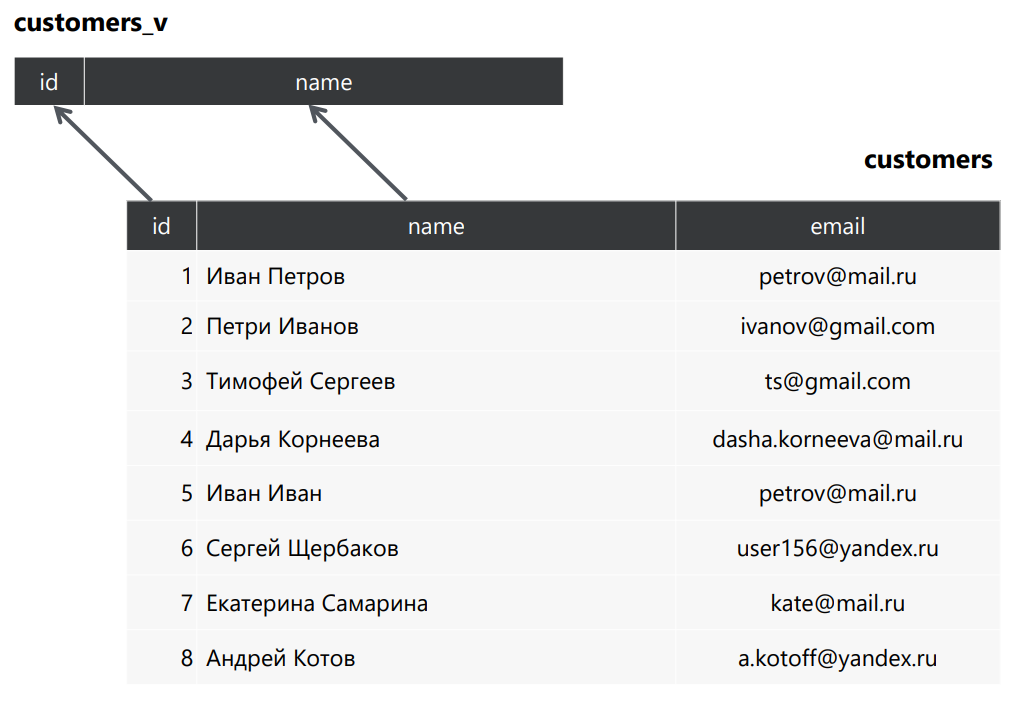 customers_v
id name
customers
id name email
1 Иван Петров petrov@mail.ru
2 Петри Иванов ivanov@gmail.com
3 Тимофей Сергеев ts@gmail.com
4 Дарья Корнеева dasha.korneeva@mail.ru
5 Иван Иван petrov@mail.ru
6 Сергей Щербаков user156@yandex.ru
7 Екатерина Самарина kate@mail.ru
8 Андрей Котов a.kotoff@yandex.ru